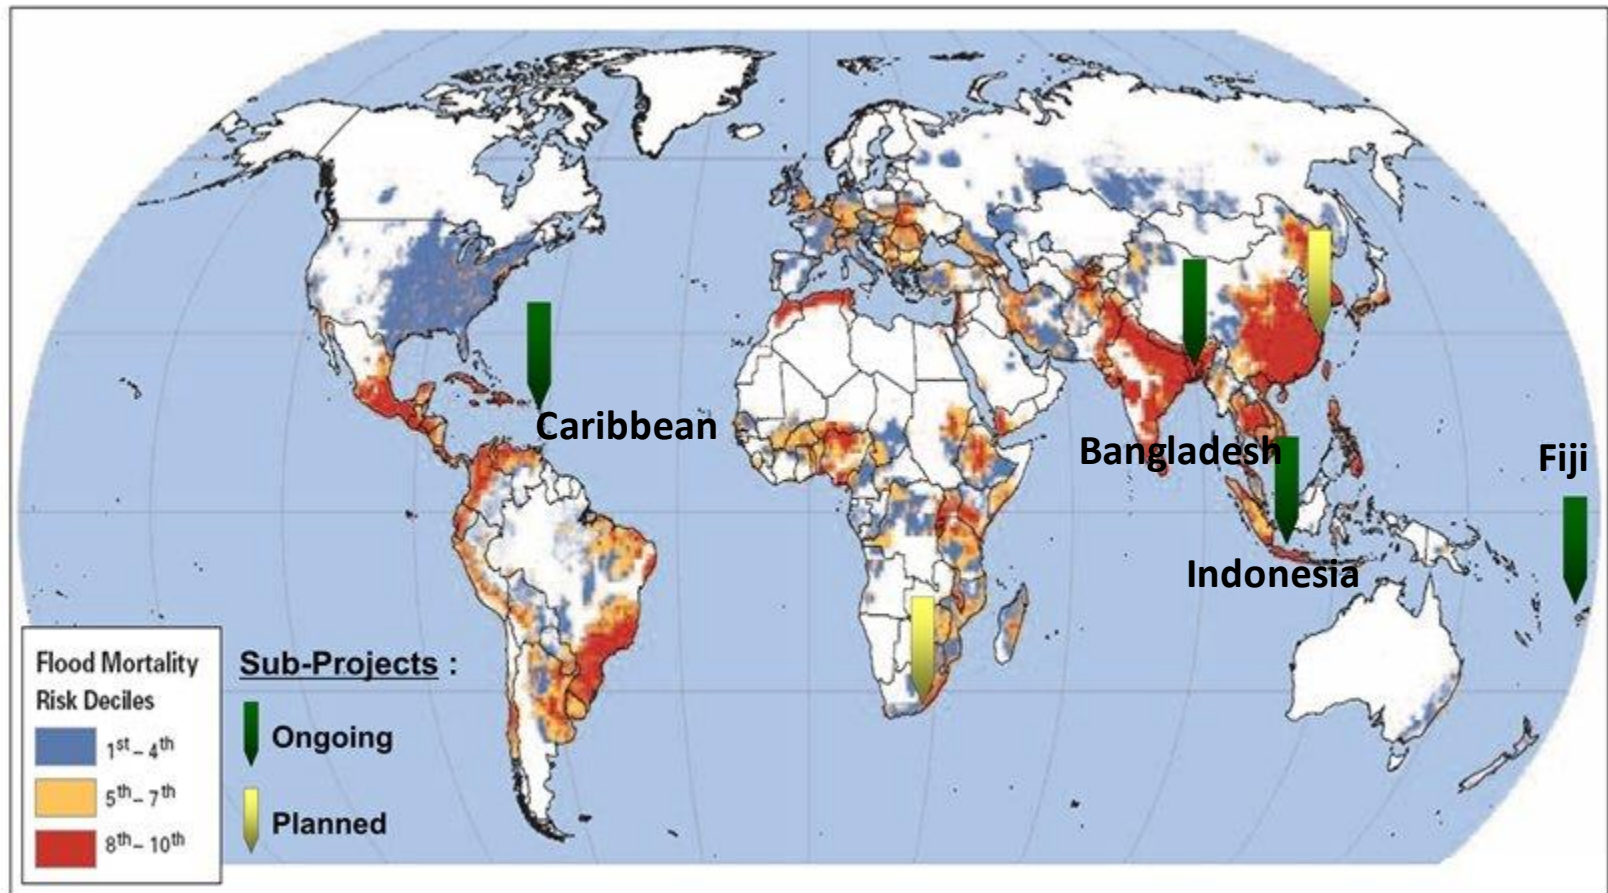 Caribbean
Bangladesh
Fiji
Indonesia
Flood Mortality
Risk Deciles
1st – 4th
5th – 7th
8th – 10th
Sub-Projects :
Ongoing
Planned